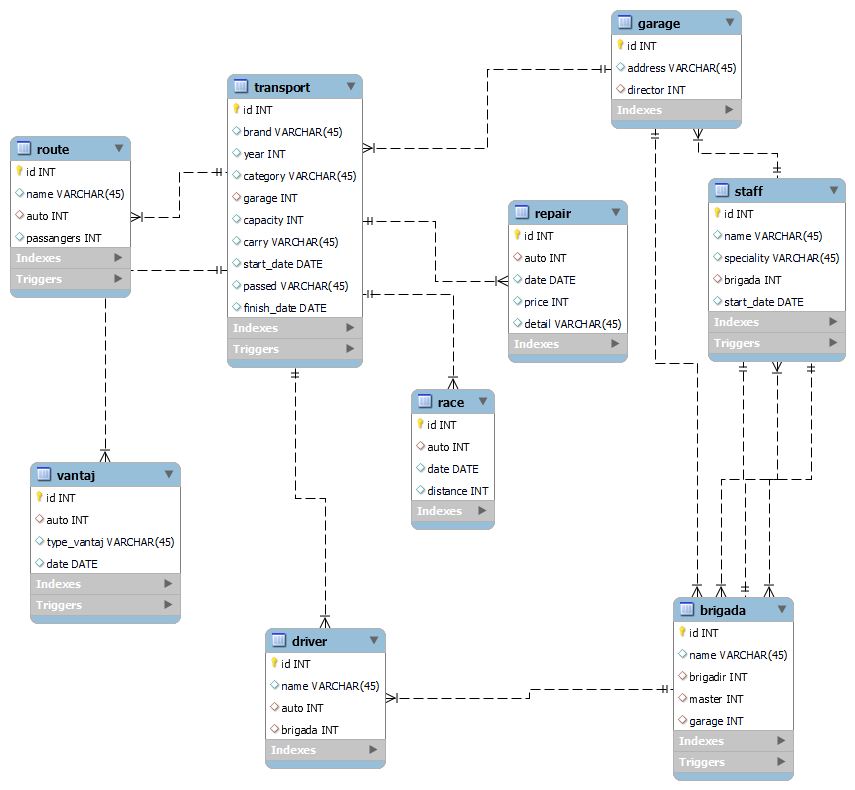 garage
id INT
address VARCHAR(45)
director INT
Indexes
transport
id INT
brand VARCHAR(45)
year INT
category VARCHAR(45)
garage INT
capacity INT
carry VARCHAR(45)
start_date DATE
passed VARCHAR(45)
finish_date DATE
Indexes
Triggers
route
id INT
name VARCHAR(45)
auto INT
passangers INT
Indexes
Triggers
staff
id INT
name VARCHAR(45)
speciality VARCHAR(45)
brigada INT
start_date DATE
Indexes
Triggers
repair
id INT
auto INT
date DATE
price INT
detail VARCHAR(45)
Indexes
race
id INT
auto INT
date DATE
distance INT
Indexes
vantaj
id INT
auto INT
type_vantaj VARCHAR(45)
date DATE
Indexes
Triggers
driver
id INT
name VARCHAR(45)
auto INT
brigada INT
Indexes
brigada
id INT
name VARCHAR(45)
brigadir INT
master INT
garage INT
Indexes
Triggers